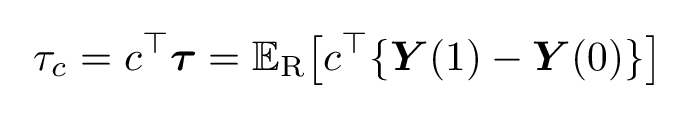 τ_c = c^⊤ 𝝉 = 𝔼_R[c^⊤{𝒀(1) − 𝒀(0)}]